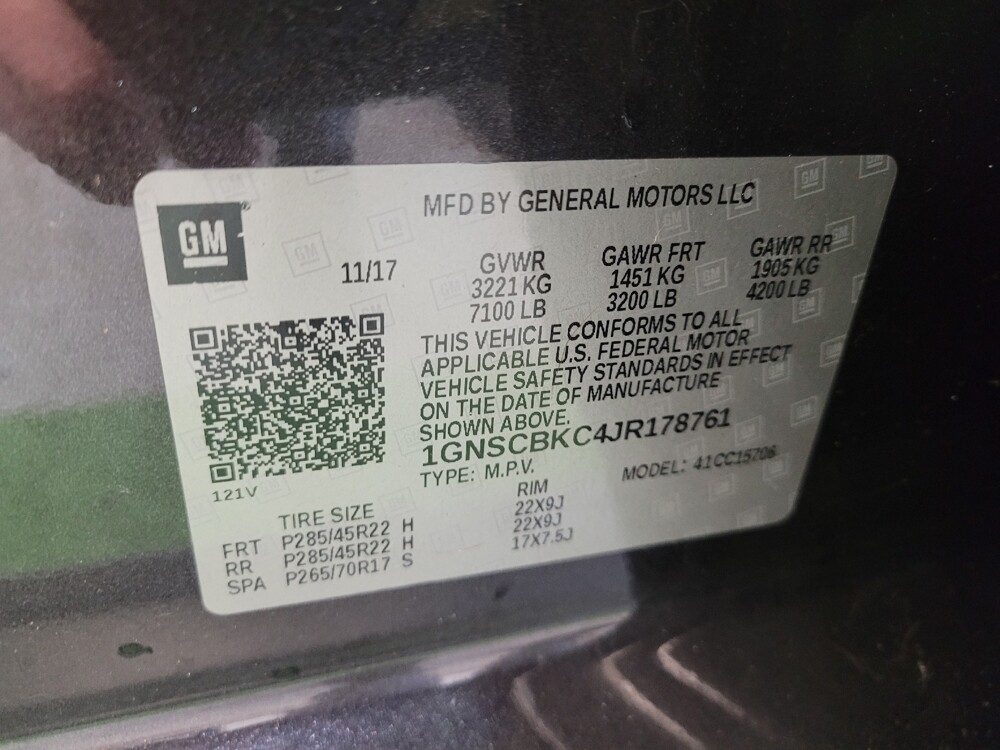 GM
MFD BY GENERAL MOTORS LLC
11/17
GVWR GAWR FRT GAWR RR
3221 KG 1451 KG 1905 KG
7100 LB 3200 LB 4200 LB
THIS VEHICLE CONFORMS TO ALL
APPLICABLE U.S. FEDERAL MOTOR
VEHICLE SAFETY STANDARDS IN EFFECT
ON THE DATE OF MANUFACTURE
SHOWN ABOVE.
1GNSCBKC4JR178761
TYPE: M.P.V. MODEL: 41CC15706
121V
TIRE SIZE RIM
FRT P285/45R22 H 22X9J
RR P285/45R22 H 22X9J
SPA P265/70R17 S 17X7.5J